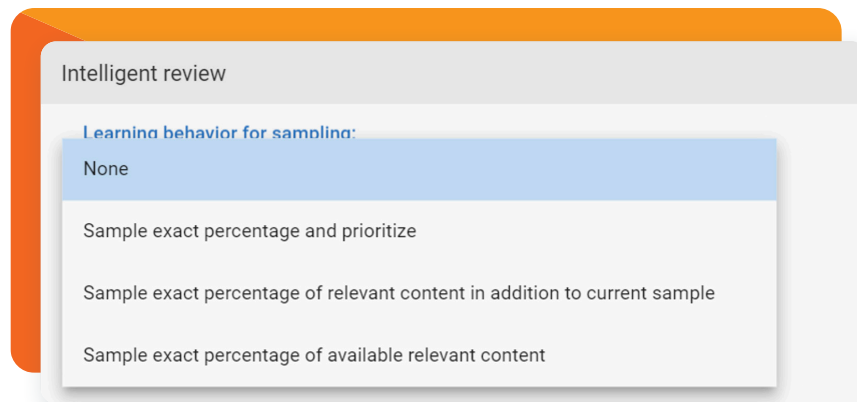 Intelligent review
Learning behavior for sampling:
None
Sample exact percentage and prioritize
Sample exact percentage of relevant content in addition to current sample
Sample exact percentage of available relevant content